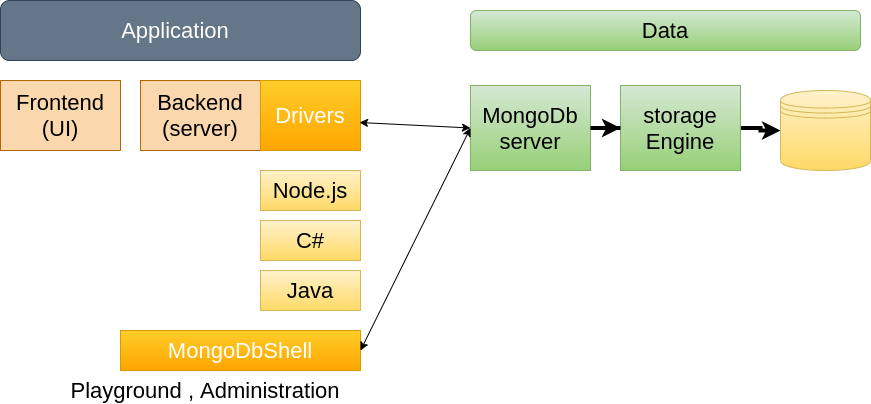 Application
Data
Frontend
(UI)
Backend
(server)
Drivers
MongoDb
server
storage
Engine
Node.js
C#
Java
MongoDbShell
Playground , Administration